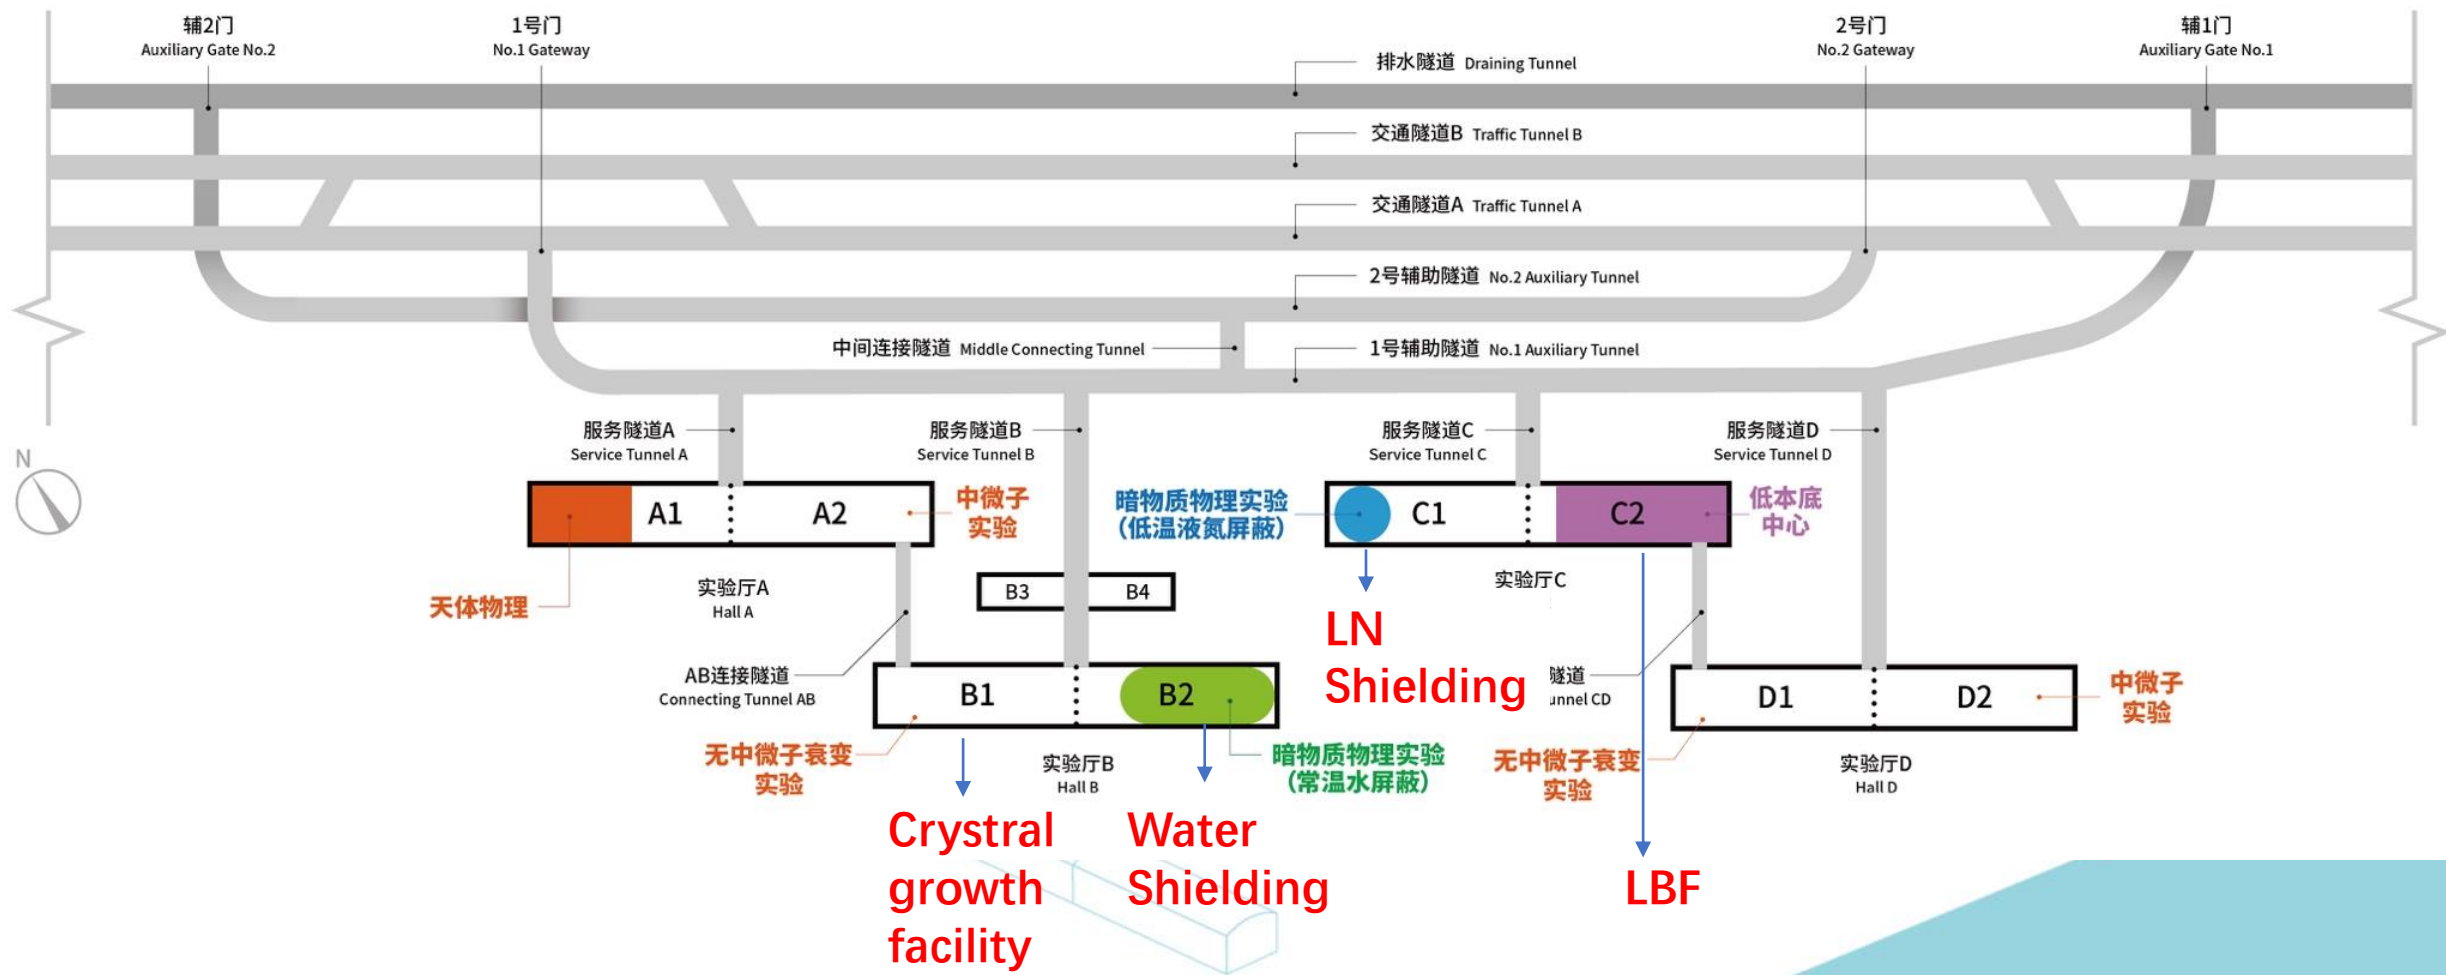 辅2门
Auxiliary Gate No.2
1号门
No.1 Gateway
2号门
No.2 Gateway
辅1门
Auxiliary Gate No.1
排水隧道 Draining Tunnel
交通隧道B Traffic Tunnel B
交通隧道A Traffic Tunnel A
2号辅助隧道 No.2 Auxiliary Tunnel
中间连接隧道 Middle Connecting Tunnel
1号辅助隧道 No.1 Auxiliary Tunnel
N
服务隧道A
Service Tunnel A
服务隧道B
Service Tunnel B
服务隧道C
Service Tunnel C
服务隧道D
Service Tunnel D
A1
A2
中微子
实验
暗物质物理实验
(低温液氮屏蔽)
C1
C2
低本底
中心
天体物理
实验厅A
Hall A
B3
B4
实验厅C
LN
Shielding
AB连接隧道
Connecting Tunnel AB
B1
B2
隧道
unnel CD
D1
D2
中微子
实验
无中微子衰变
实验
实验厅B
Hall B
暗物质物理实验
(常温水屏蔽)
无中微子衰变
实验
实验厅D
Hall D
Crystral
growth
facility
Water
Shielding
LBF